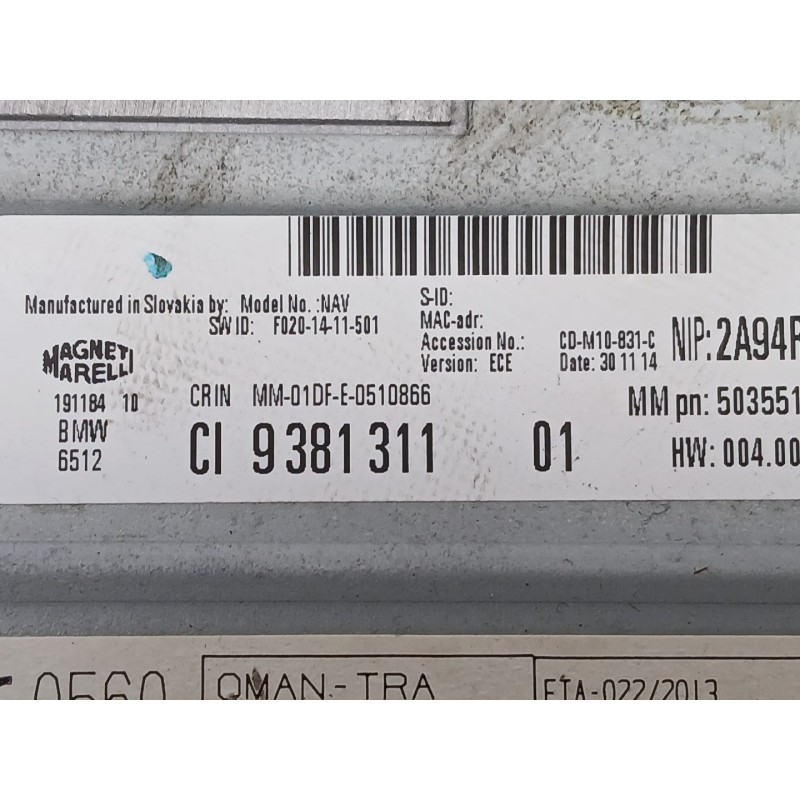 Manufactured in Slovakia by: Model No.:NAV
SW ID: F020-14-11-501
S-ID:
MAC-adr:
Accession No.: CD-M10-831-C
Version: ECE Date: 30 11 14
NIP:2A94
MAGNETI
MARELLI
191184 10
BMW
6512
CRIN MM-01DF-E-0510866
CI 9 381 311 01
MM pn: 503551
HW: 004.00
0560
OMAN.-TRA
ETA-022/2013